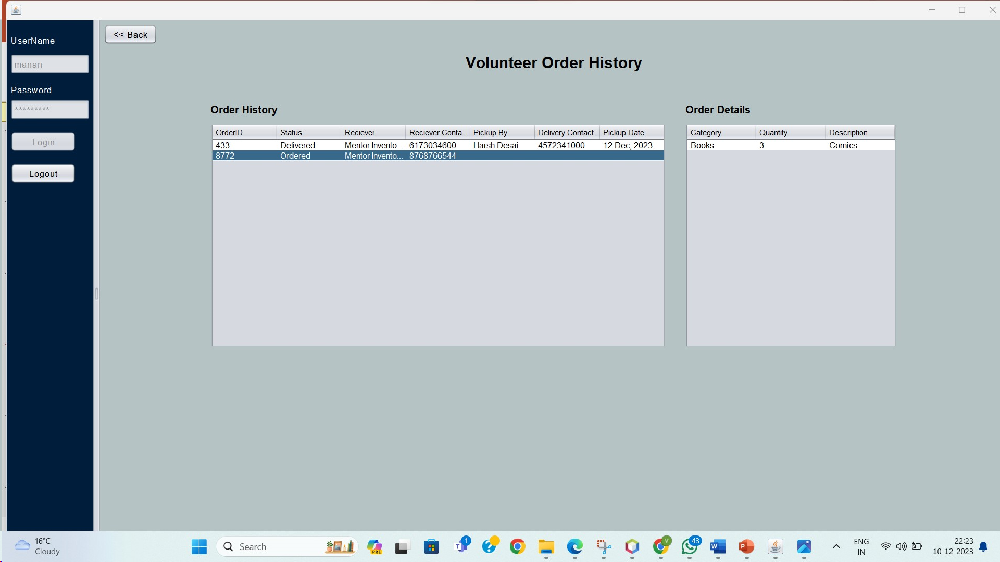 << Back
UserName
manan
Password
*********
Login
Logout
Volunteer Order History
Order History
OrderID Status Reciever Reciever Conta... Pickup By Delivery Contact Pickup Date
433 Delivered Mentor Invento... 6173034600 Harsh Desai 4572341000 12 Dec, 2023
8772 Ordered Mentor Invento... 8768766544
Order Details
Category Quantity Description
Books 3 Comics
16°C
Cloudy
Search
PRE
T
1
?
V
43
W
P
ENG
IN
22:23
10-12-2023